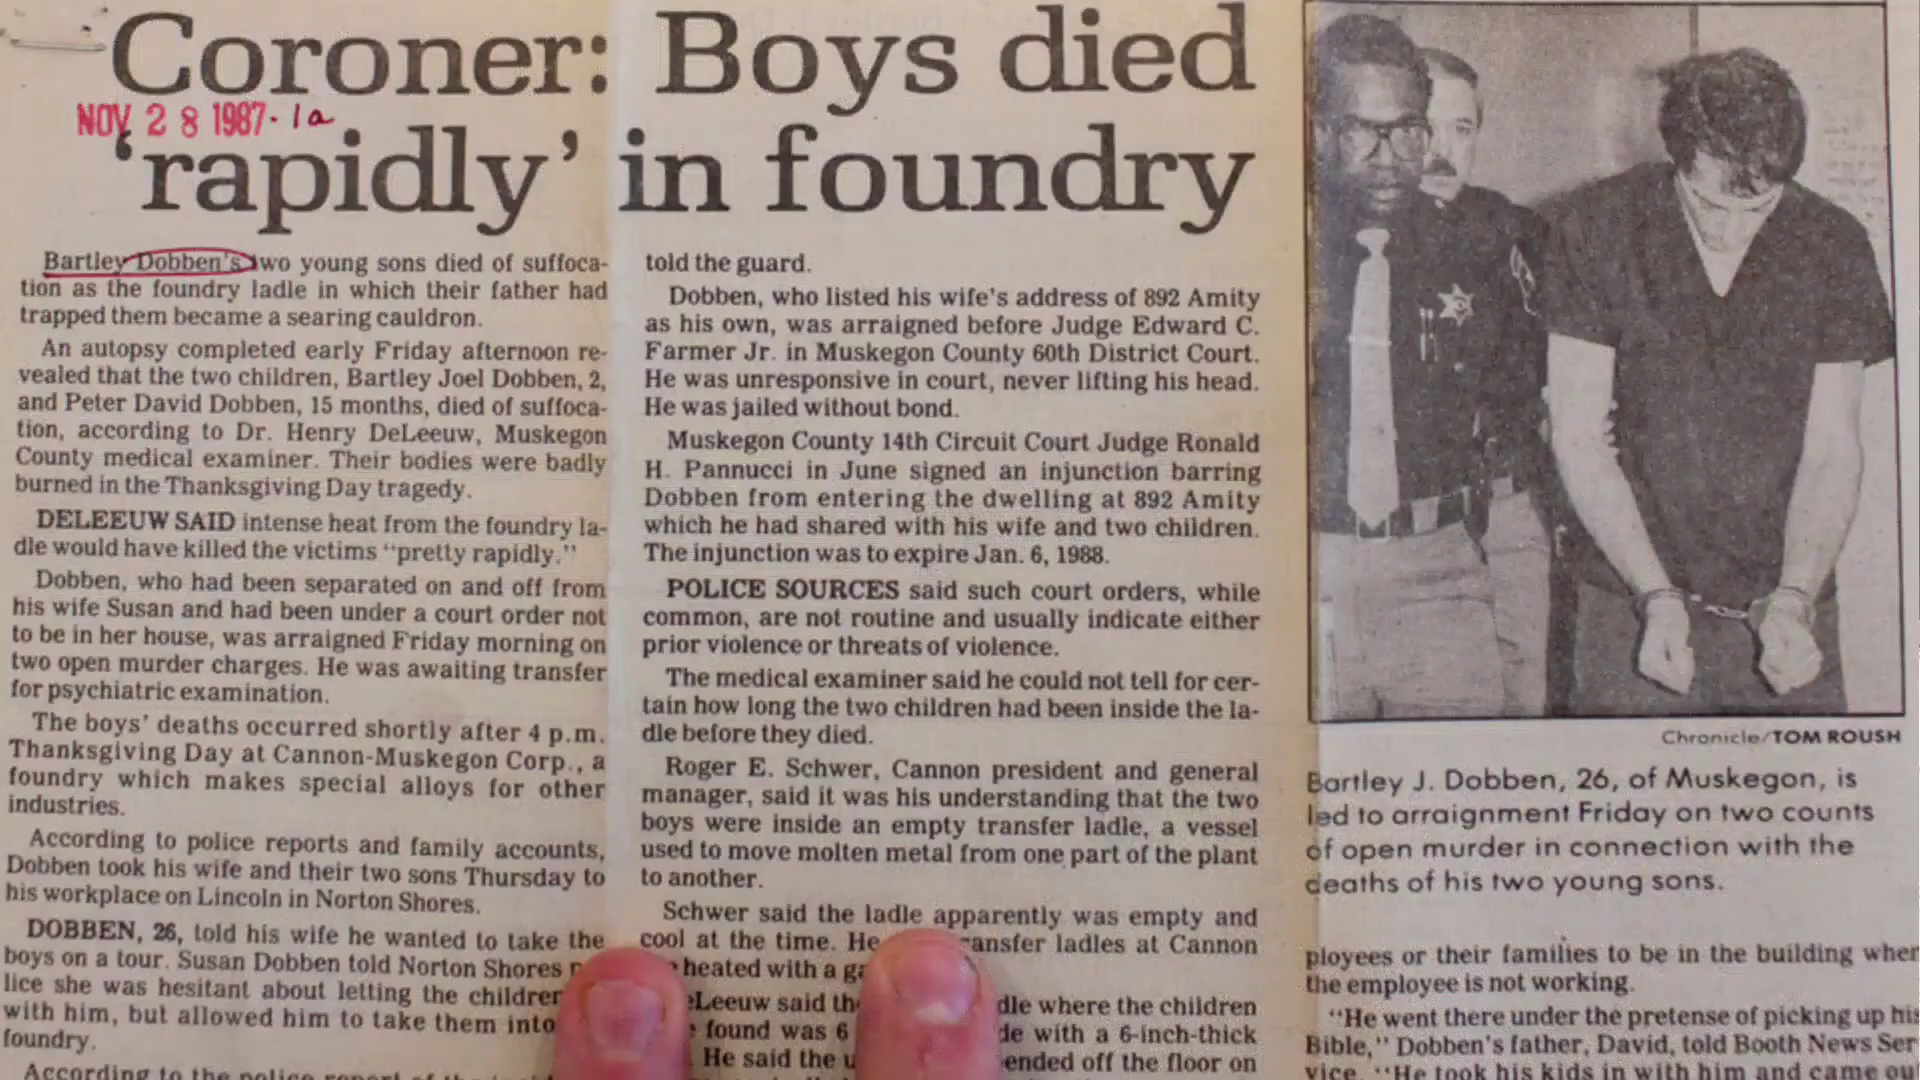 Coroner: Boys died
NOV 28 1987 · 1a
'rapidly' in foundry
Bartley Dobben's two young sons died of suffoca-
tion as the foundry ladle in which their father had
trapped them became a searing cauldron.
An autopsy completed early Friday afternoon re-
vealed that the two children, Bartley Joel Dobben, 2,
and Peter David Dobben, 15 months, died of suffoca-
tion, according to Dr. Henry DeLeeuw, Muskegon
County medical examiner. Their bodies were badly
burned in the Thanksgiving Day tragedy.
DELEEUW SAID intense heat from the foundry la-
dle would have killed the victims "pretty rapidly."
Dobben, who had been separated on and off from
his wife Susan and had been under a court order not
to be in her house, was arraigned Friday morning on
two open murder charges. He was awaiting transfer
for psychiatric examination.
The boys' deaths occurred shortly after 4 p.m.
Thanksgiving Day at Cannon-Muskegon Corp., a
foundry which makes special alloys for other
industries.
According to police reports and family accounts,
Dobben took his wife and their two sons Thursday to
his workplace on Lincoln in Norton Shores.
DOBBEN, 26, told his wife he wanted to take the
boys on a tour. Susan Dobben told Norton Shores
lice she was hesitant about letting the children
with him, but allowed him to take them into
foundry.
According to the police report
told the guard.
Dobben, who listed his wife's address of 892 Amity
as his own, was arraigned before Judge Edward C.
Farmer Jr. in Muskegon County 60th District Court.
He was unresponsive in court, never lifting his head.
He was jailed without bond.
Muskegon County 14th Circuit Court Judge Ronald
H. Pannucci in June signed an injunction barring
Dobben from entering the dwelling at 892 Amity
which he had shared with his wife and two children.
The injunction was to expire Jan. 6, 1988.
POLICE SOURCES said such court orders, while
common, are not routine and usually indicate either
prior violence or threats of violence.
The medical examiner said he could not tell for cer-
tain how long the two children had been inside the la-
dle before they died.
Roger E. Schwer, Cannon president and general
manager, said it was his understanding that the two
boys were inside an empty transfer ladle, a vessel
used to move molten metal from one part of the plant
to another.
Schwer said the ladle apparently was empty and
cool at the time. He ansfer ladles at Cannon
heated with a ga
eLeeuw said th dle where the children
found was 6 de with a 6-inch-thick
He said the u ended off the floor on
Chronicle/TOM ROUSH
Bartley J. Dobben, 26, of Muskegon, is
led to arraignment Friday on two counts
of open murder in connection with the
deaths of his two young sons.
ployees or their families to be in the building when
the employee is not working.
"He went there under the pretense of picking up his
Bible," Dobben's father, David, told Booth News Ser
vice. "He took his kids in with him and came ou